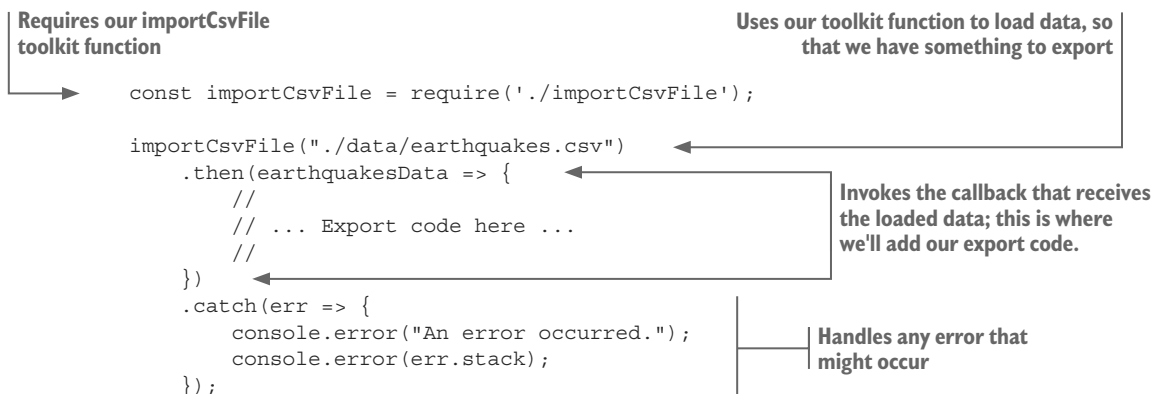 Requires our importCsvFile
toolkit function
Uses our toolkit function to load data, so
that we have something to export
const importCsvFile = require('./importCsvFile');
importCsvFile("./data/earthquakes.csv")
    .then(earthquakesData => {
        //
        // ... Export code here ...
        //
    })
Invokes the callback that receives
the loaded data; this is where
we'll add our export code.
    .catch(err => {
        console.error("An error occurred.");
        console.error(err.stack);
    });
Handles any error that
might occur